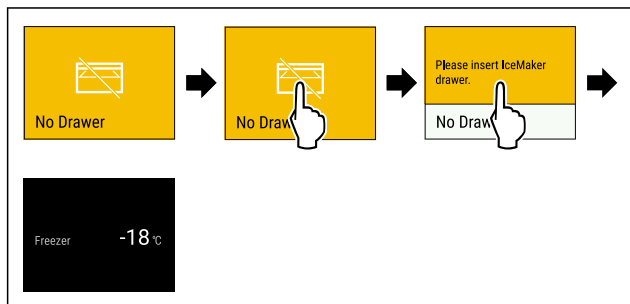 No Drawer
No Draw
Please insert IceMaker
drawer.
No Draw
Freezer -18 °C